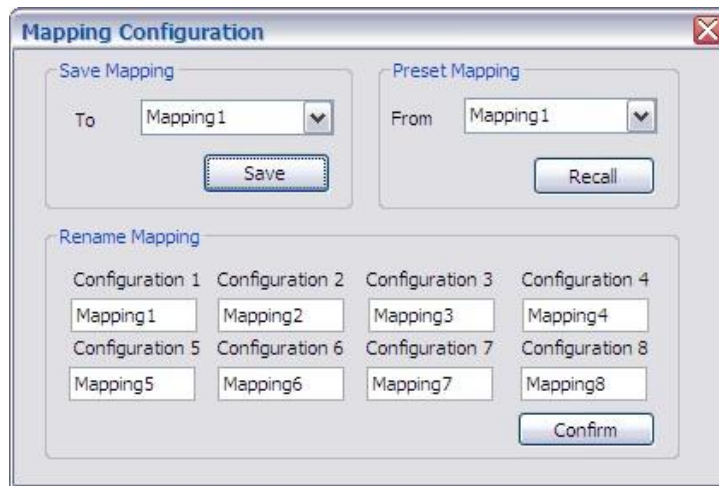 Mapping Configuration
Save Mapping
To
Mapping1
Save
Preset Mapping
From
Mapping1
Recall
Rename Mapping
Configuration 1 Configuration 2 Configuration 3 Configuration 4
Mapping1 Mapping2 Mapping3 Mapping4
Configuration 5 Configuration 6 Configuration 7 Configuration 8
Mapping5 Mapping6 Mapping7 Mapping8
Confirm